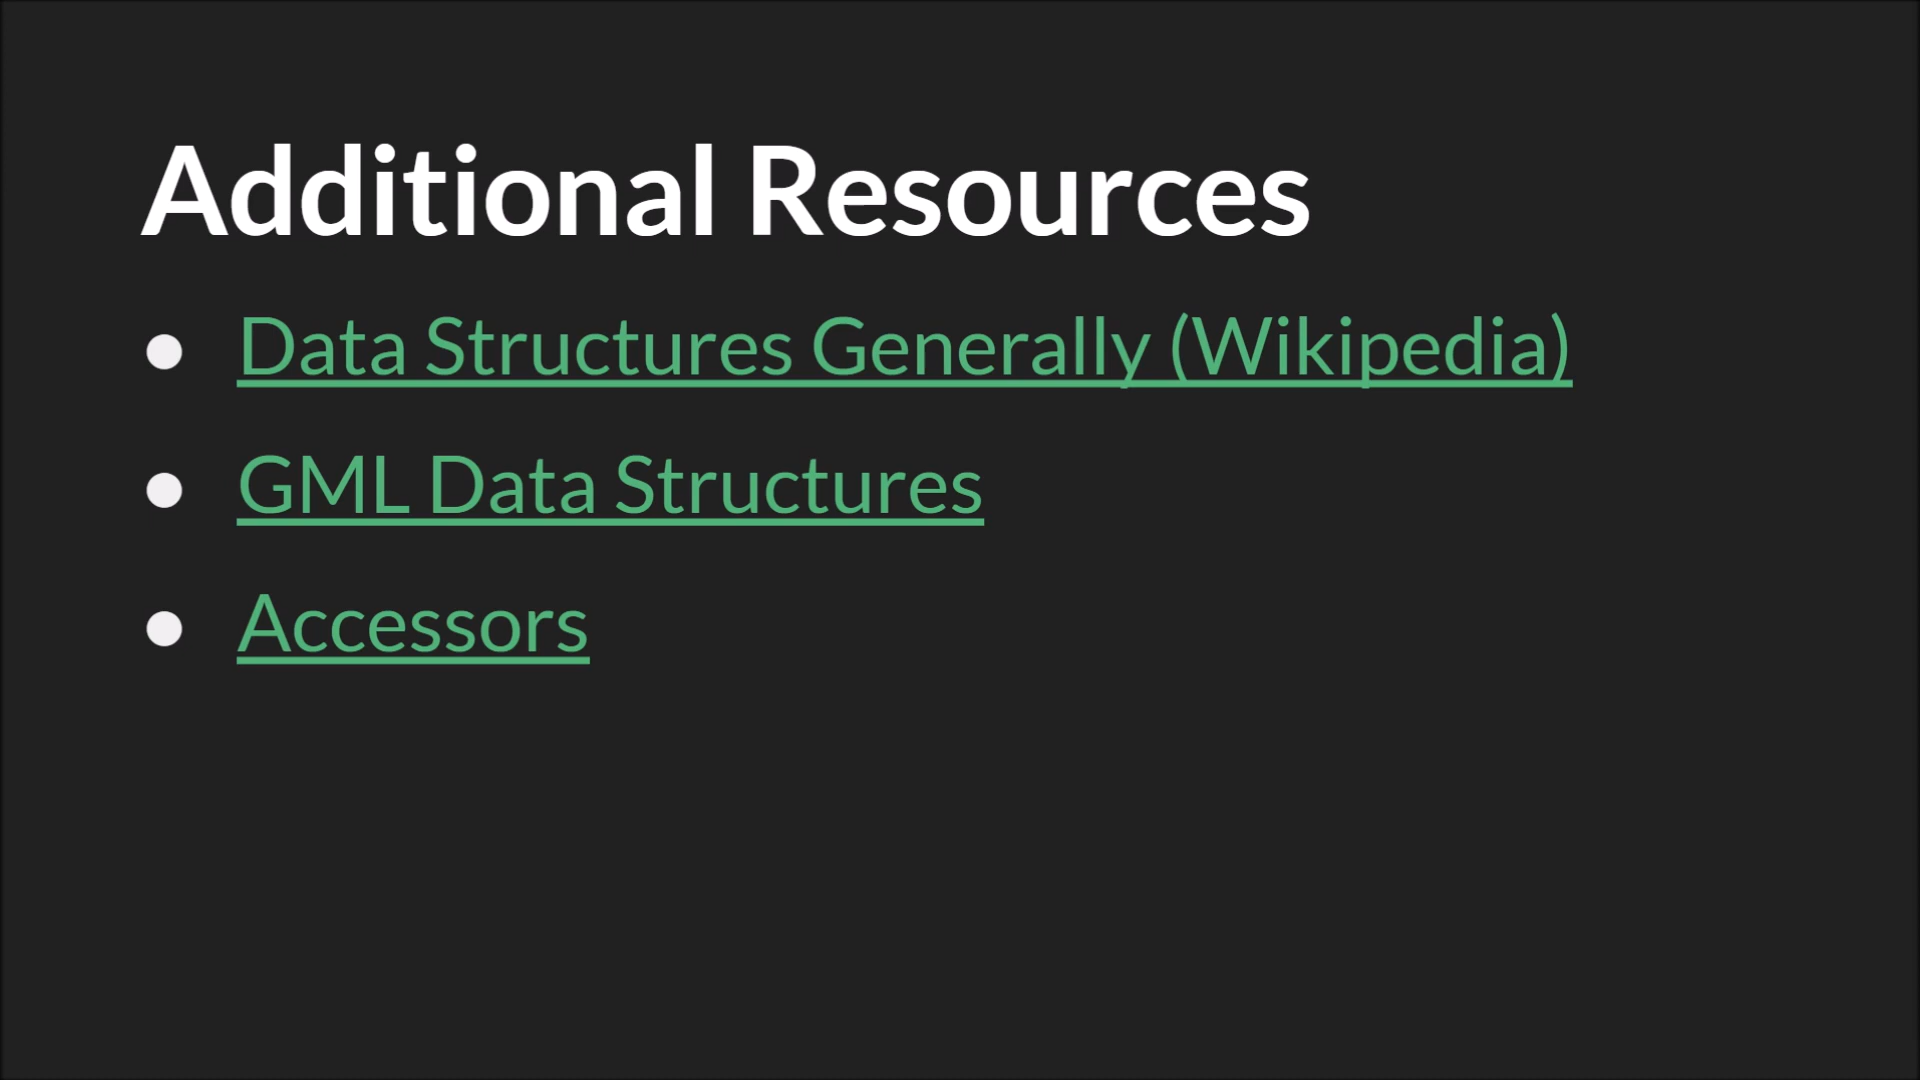 Additional Resources
● Data Structures Generally (Wikipedia)
● GML Data Structures
● Accessors